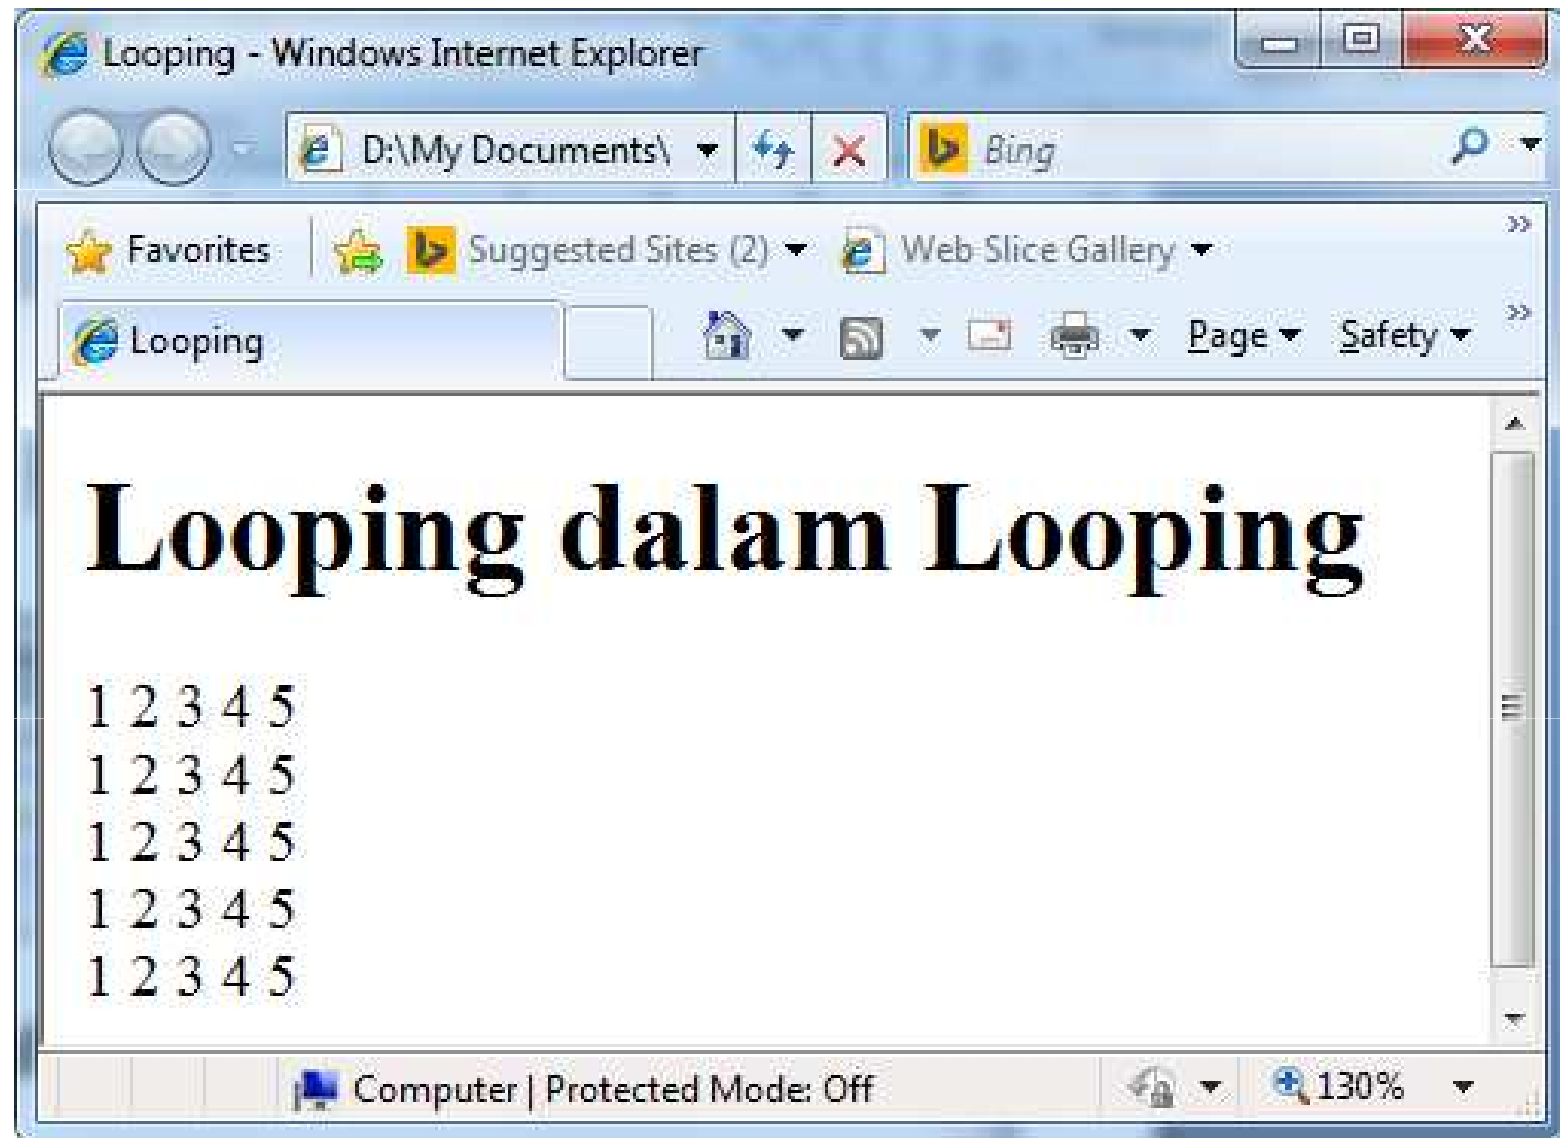 Looping - Windows Internet Explorer
D:\My Documents\
Bing
Favorites
Suggested Sites (2)
Web Slice Gallery
Looping
Page
Safety
Looping dalam Looping
1 2 3 4 5
1 2 3 4 5
1 2 3 4 5
1 2 3 4 5
1 2 3 4 5
Computer | Protected Mode: Off
130%